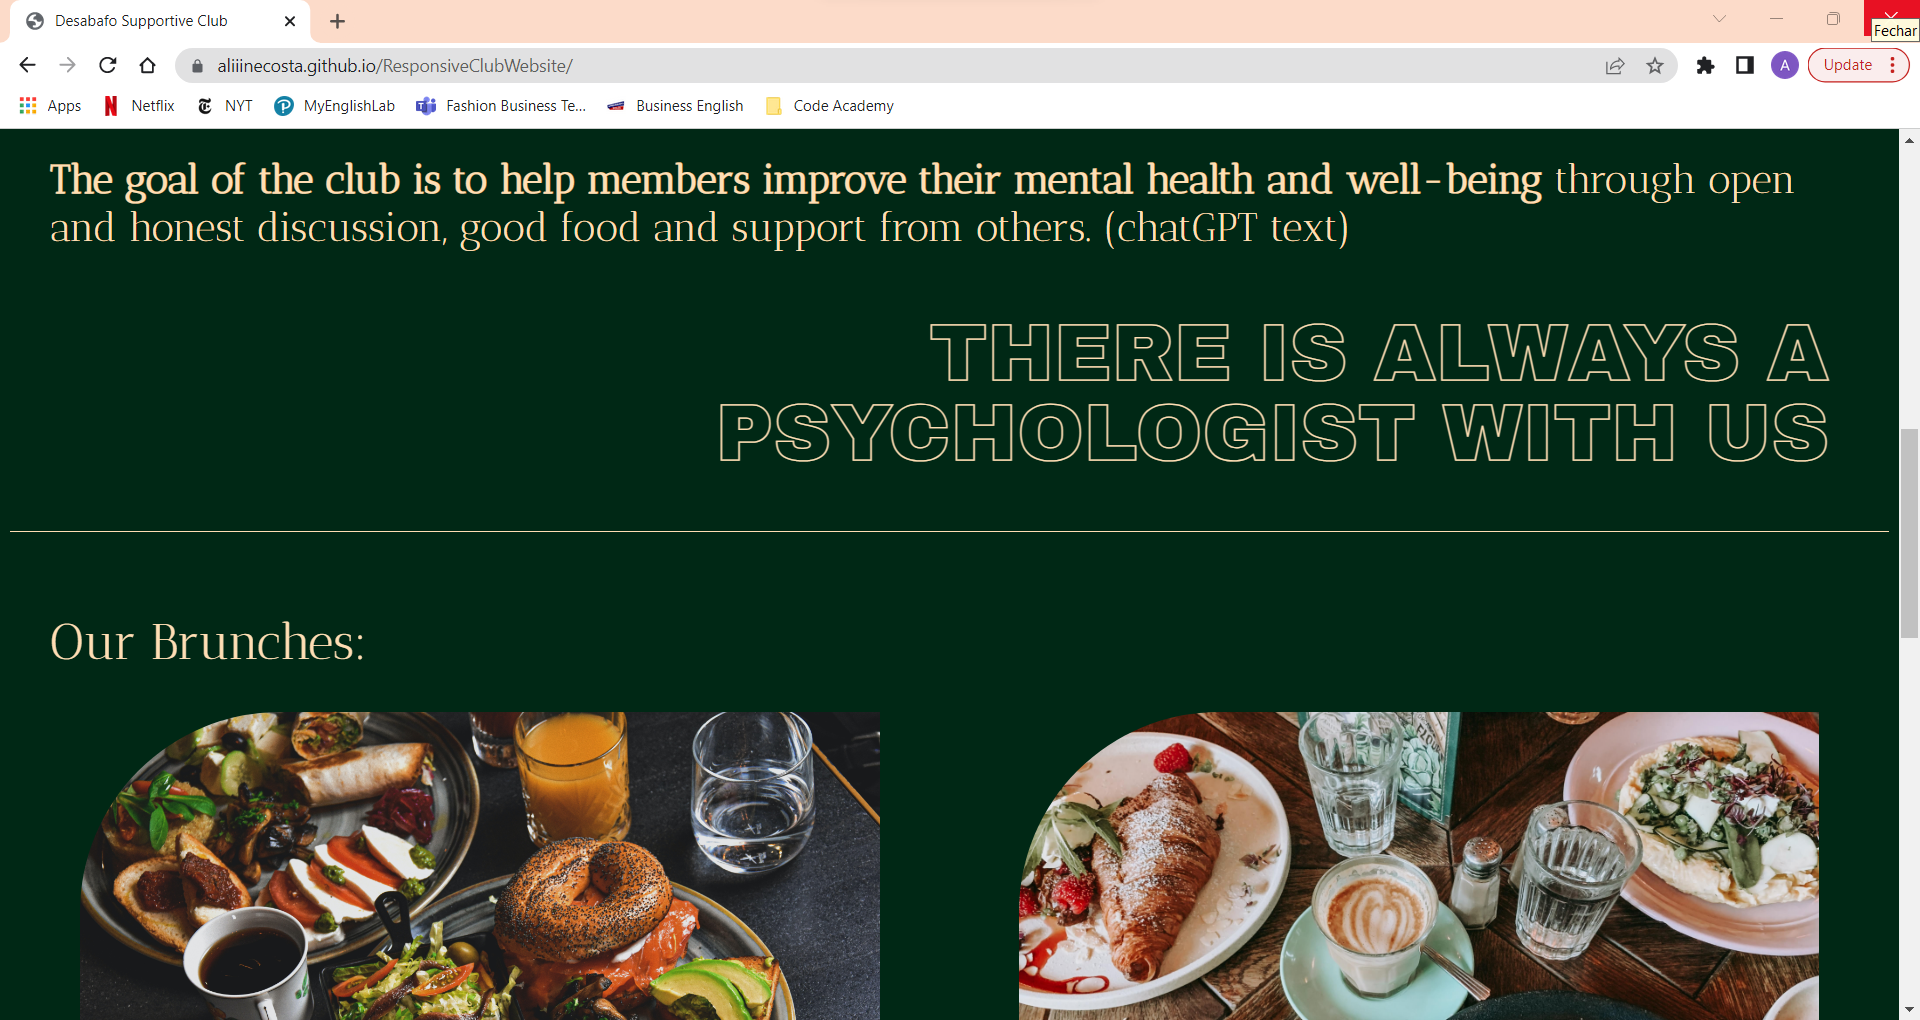 Desabafo Supportive Club
Fechar
aliiinecosta.github.io/ResponsiveClubWebsite/
A
Update
Apps
Netflix
NYT
MyEnglishLab
Fashion Business Te...
Business English
Code Academy
The goal of the club is to help members improve their mental health and well-being through open
and honest discussion, good food and support from others. (chatGPT text)
THERE IS ALWAYS A
PSYCHOLOGIST WITH US
Our Brunches: